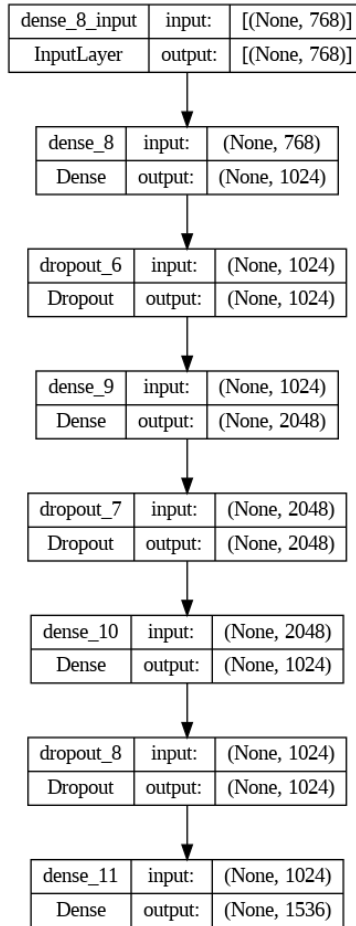 dense_8_input input: [(None, 768)]
InputLayer output: [(None, 768)]
dense_8 input: (None, 768)
Dense output: (None, 1024)
dropout_6 input: (None, 1024)
Dropout output: (None, 1024)
dense_9 input: (None, 1024)
Dense output: (None, 2048)
dropout_7 input: (None, 2048)
Dropout output: (None, 2048)
dense_10 input: (None, 2048)
Dense output: (None, 1024)
dropout_8 input: (None, 1024)
Dropout output: (None, 1024)
dense_11 input: (None, 1024)
Dense output: (None, 1536)